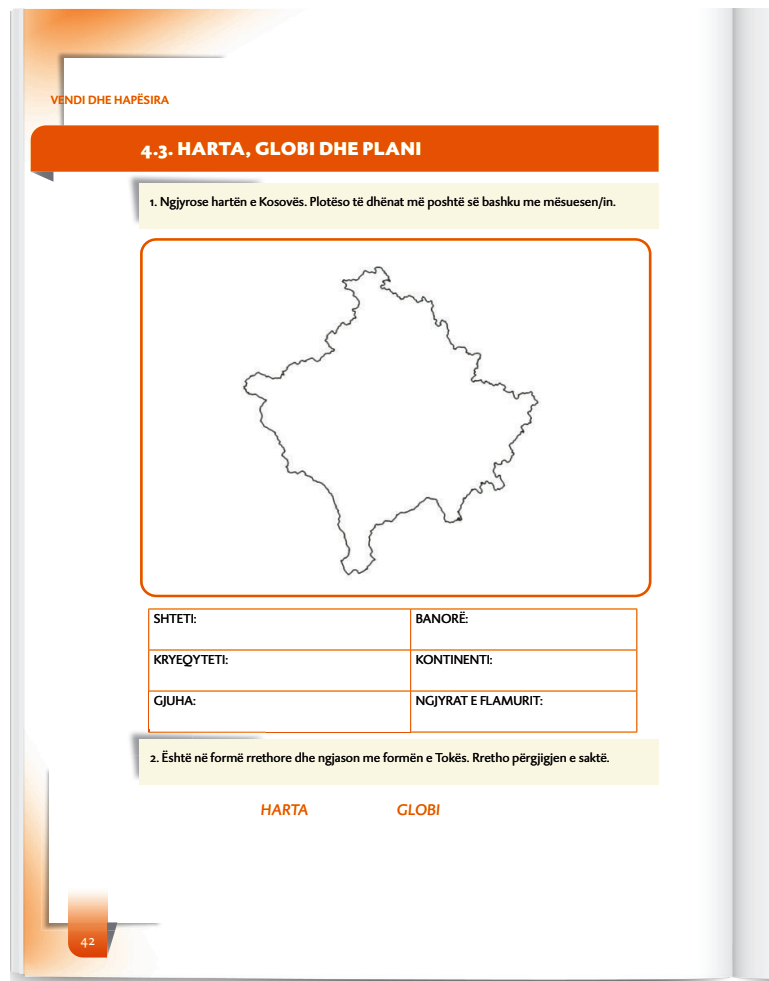 VENDI DHE HAPËSIRA
4.3. HARTA, GLOBI DHE PLANI
1. Ngjyrose hartën e Kosovës. Plotëso të dhënat më poshtë së bashku me mësuesen/in.
SHTETI:
BANORË:
KRYEQYTETI:
KONTINENTI:
GJUHA:
NGJYRAT E FLAMURIT:
2. Është në formë rrethore dhe ngjason me formën e Tokës. Rretho përgjigjen e saktë.
HARTA GLOBI
42